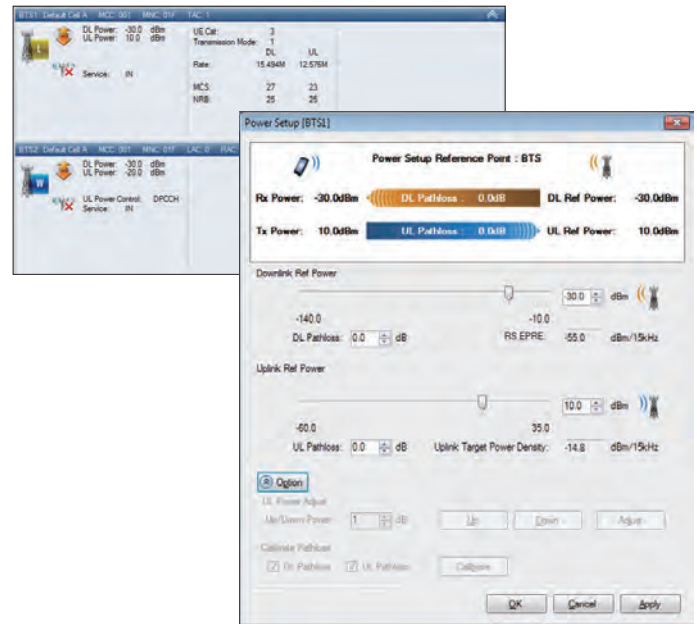 BTS1: Default Cell A MCC: 001 MNC: 01F TAC: 1
DL Power: -30.0 dBm
UL Power: 10.0 dBm
Service: IN
UE Cat: 3
Transmission Mode: 1
DL UL
Rate: 15.494M 12.576M
MCS: 27 23
NRB: 25 25
BTS2: Default Cell A MCC: 001 MNC: 01F LAC: 0 RAC
DL Power: -30.0 dBm
UL Power: -20.0 dBm
UL Power Control: DPCCH
Service: IN
L
W
Power Setup [BTS1]
Power Setup Reference Point : BTS
Rx Power: -30.0dBm DL Pathloss : 0.0dB DL Ref Power: -30.0dBm
Tx Power: 10.0dBm UL Pathloss : 0.0dB UL Ref Power: 10.0dBm
Downlink Ref Power
-30.0 dBm
-140.0 -10.0
DL Pathloss: 0.0 dB RS EPRE: -55.0 dBm/15kHz
Uplink Ref Power
10.0 dBm
-60.0 35.0
UL Pathloss: 0.0 dB Uplink Target Power Density: -14.8 dBm/15kHz
Option
UL Power Adjust
Up/Down Power: 1 dB Up Down Adjust
Calibrate Pathloss
DL Pathloss UL Pathloss Calibrate
OK Cancel Apply